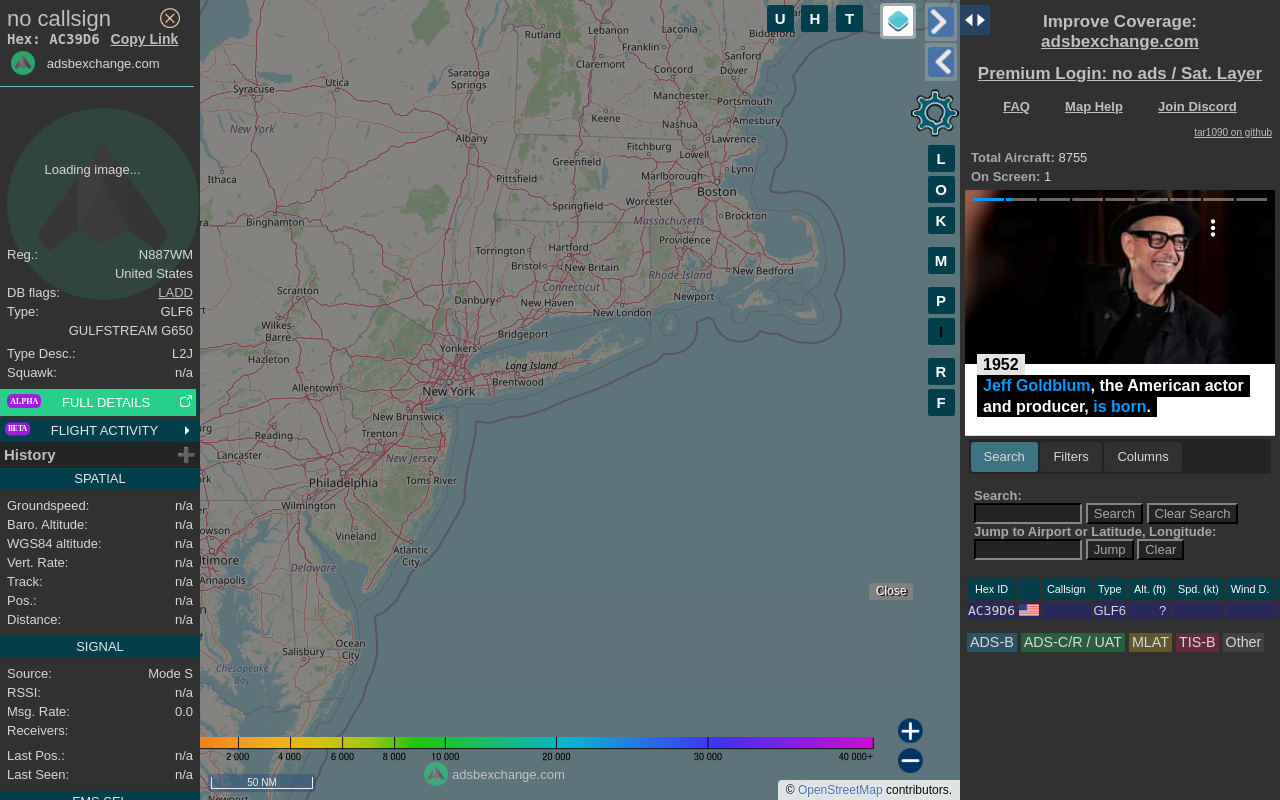 no callsign
Hex: AC39D6 Copy Link
adsbexchange.com
Loading image...
Reg.: N887WM
United States
DB flags: LADD
Type: GLF6
GULFSTREAM G650
Type Desc.: L2J
Squawk: n/a
ALPHA FULL DETAILS
BETA FLIGHT ACTIVITY
History
SPATIAL
Groundspeed: n/a
Baro. Altitude: n/a
WGS84 altitude: n/a
Vert. Rate: n/a
Track: n/a
Pos.: n/a
Distance: n/a
SIGNAL
Source: Mode S
RSSI: n/a
Msg. Rate: 0.0
Receivers:
Last Pos.: n/a
Last Seen: n/a
U H T
L
O
K
M
P
I
R
F
Rutland
Lebanon
Laconia
Biddeford
Franklin
Sanford
Claremont
Concord
Dover
Saratoga
Springs
Utica
Syracuse
Manchester
Portsmouth
Keene
Nashua
Amesbury
New York
Albany
Fitchburg
Lawrence
Greenfield
Lowell
Ithaca
Pittsfield
Marlborough
Lynn
Boston
Springfield
Worcester
Binghamton
Massachusetts
Brockton
Torrington
Hartford
Providence
Bristol
New Britain
Rhode Island
New Bedford
Scranton
Connecticut
Danbury
New Haven
Newport
New London
Wilkes-
Barre
Bridgeport
Hazleton
Yonkers
Long Island
Brentwood
Allentown
New York
New Brunswick
Reading
Trenton
Lancaster
New Jersey
Philadelphia
Toms River
Wilmington
Vineland
Atlantic
City
Delaware
Annapolis
Salisbury
Ocean
City
Chesapeake
Bay
Close
2 000 4 000 6 000 8 000 10 000 20 000 30 000 40 000+
50 NM
adsbexchange.com
© OpenStreetMap contributors.
Improve Coverage:
adsbexchange.com
Premium Login: no ads / Sat. Layer
FAQ Map Help Join Discord
tar1090 on github
Total Aircraft: 8755
On Screen: 1
1952
Jeff Goldblum, the American actor
and producer, is born.
Search Filters Columns
Search:
Search Clear Search
Jump to Airport or Latitude, Longitude:
Jump Clear
Hex ID Callsign Type Alt. (ft) Spd. (kt) Wind D.
AC39D6 GLF6 ?
ADS-B ADS-C/R / UAT MLAT TIS-B Other